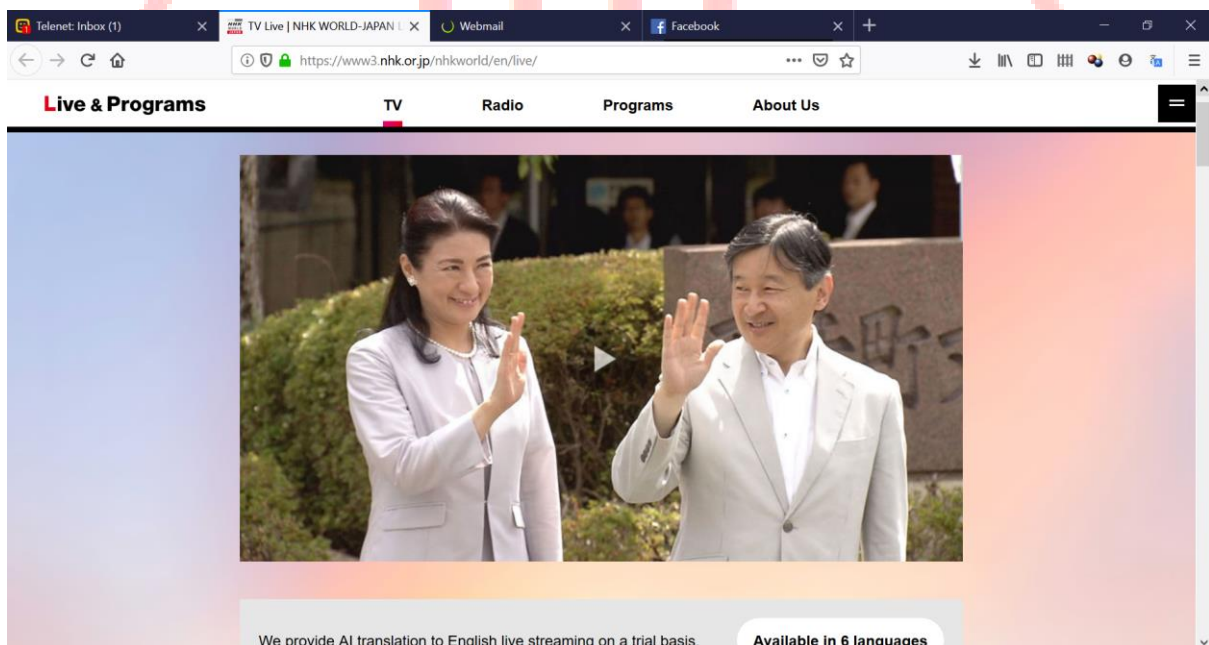 Telenet: Inbox (1)
TV Live | NHK WORLD-JAPAN L
Webmail
Facebook
https://www3.nhk.or.jp/nhkworld/en/live/
Live & Programs
TV
Radio
Programs
About Us
We provide AI translation to English live streaming on a trial basis.
Available in 6 languages